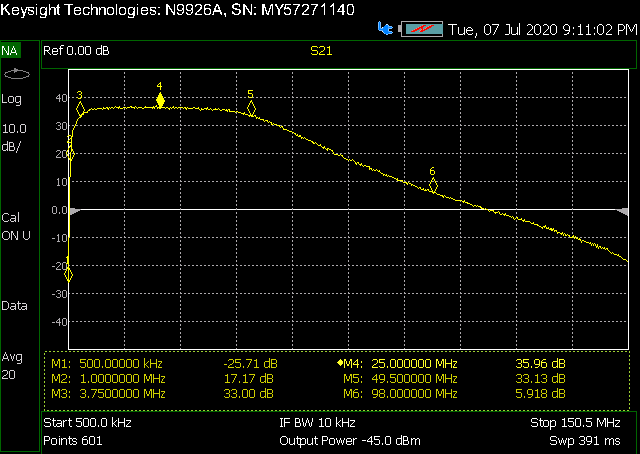 Keysight Technologies: N9926A, SN: MY57271140
Tue, 07 Jul 2020 9:11:02 PM
NA
Ref 0.00 dB
S21
Log
10.0
dB/
Cal
ON U
Data
Avg
20
40
30
20
10
0.0
-10
-20
-30
-40
3
4
5
6
M1: 500.00000 kHz -25.71 dB
M2: 1.0000000 MHz 17.17 dB
M3: 3.7500000 MHz 33.00 dB
M4: 25.000000 MHz 35.96 dB
M5: 49.500000 MHz 33.13 dB
M6: 98.000000 MHz 5.918 dB
Start 500.0 kHz
IF BW 10 kHz
Stop 150.5 MHz
Points 601
Output Power -45.0 dBm
Swp 391 ms